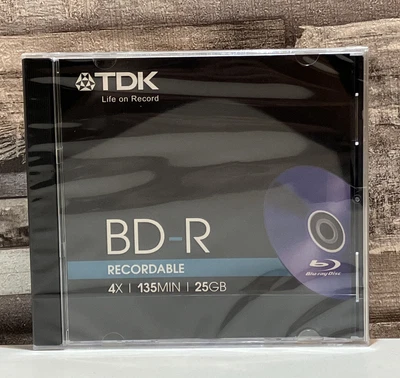 TDK
Life on Record
BD-R
RECORDABLE
4X | 135MIN | 25GB
Blu-ray Disc